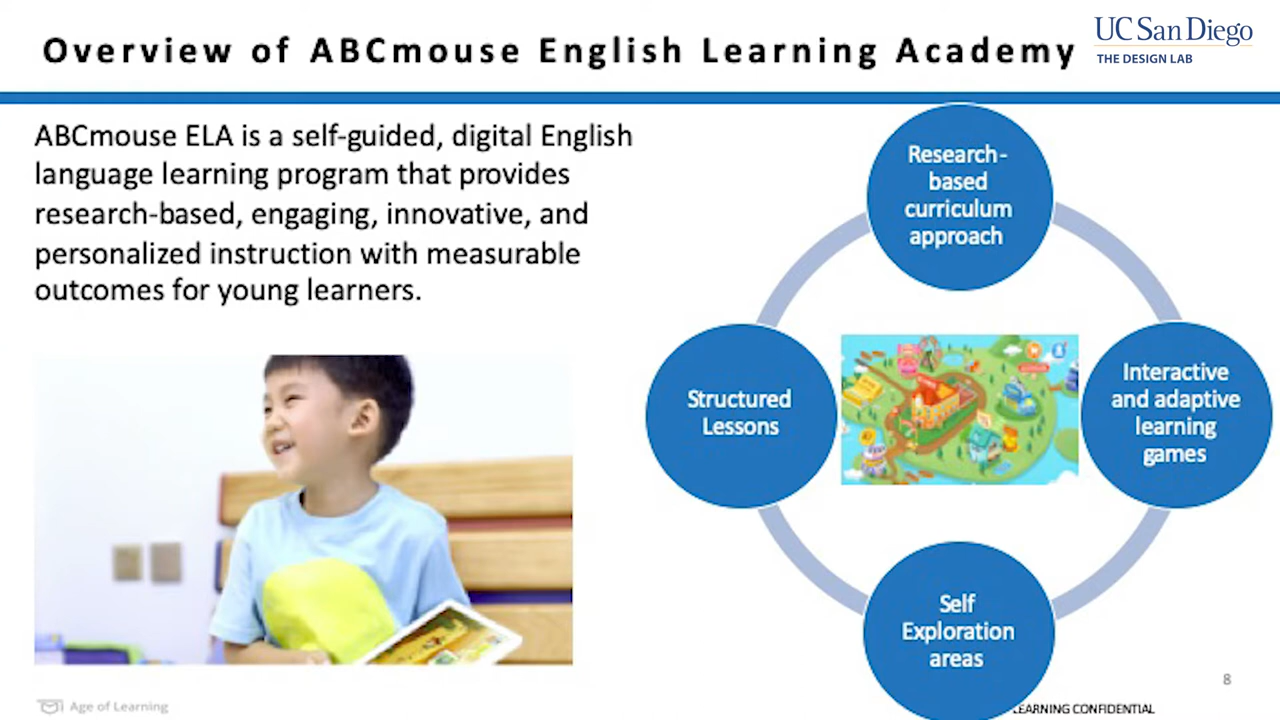 Overview of ABCmouse English Learning Academy
UC San Diego
THE DESIGN LAB
ABCmouse ELA is a self-guided, digital English
language learning program that provides
research-based, engaging, innovative, and
personalized instruction with measurable
outcomes for young learners.
Research-
based
curriculum
approach
Structured
Lessons
Interactive
and adaptive
learning
games
Self
Exploration
areas
8
Age of Learning
LEARNING CONFIDENTIAL